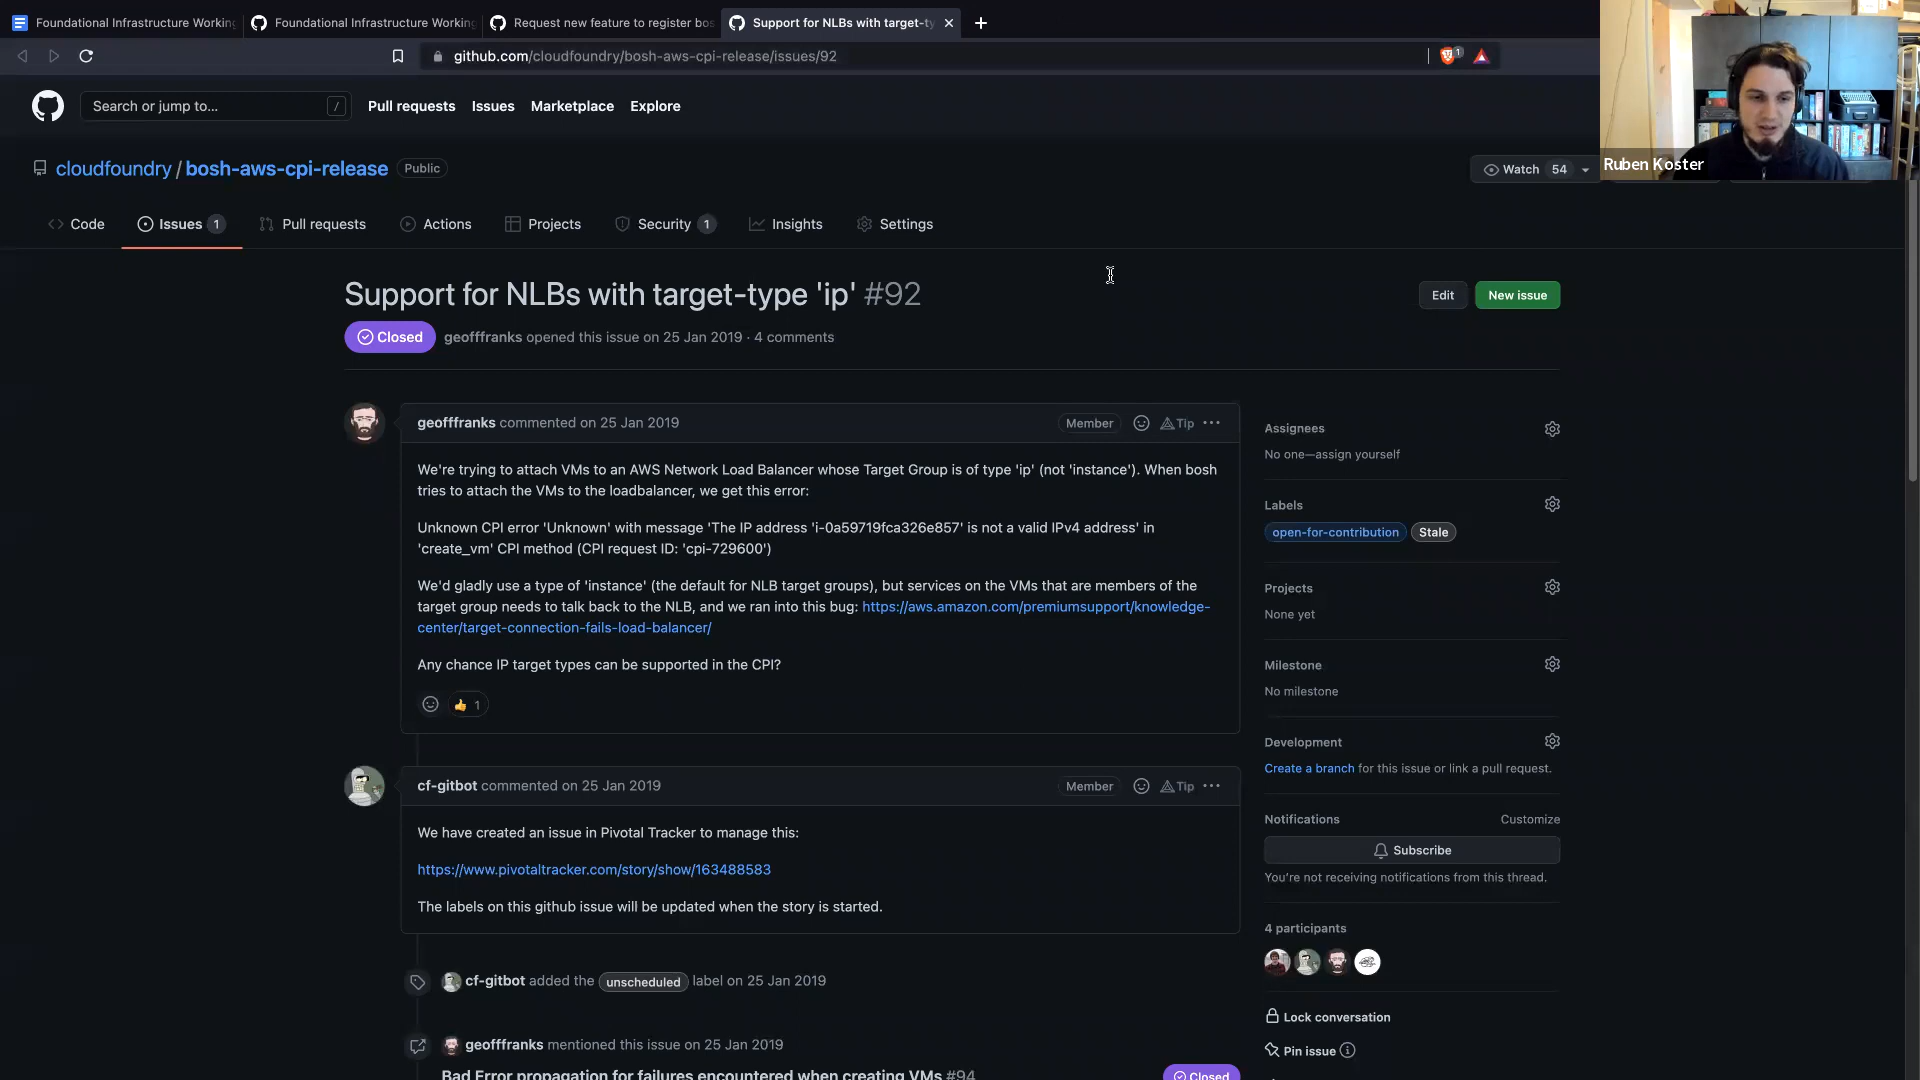 Foundational Infrastructure Working
Foundational Infrastructure Working
Request new feature to register bos
Support for NLBs with target-ty
github.com/cloudfoundry/bosh-aws-cpi-release/issues/92
1
Search or jump to...
/
Pull requests
Issues
Marketplace
Explore
Ruben Koster
cloudfoundry / bosh-aws-cpi-release
Public
Watch 54
Code
Issues 1
Pull requests
Actions
Projects
Security 1
Insights
Settings
Support for NLBs with target-type 'ip' #92
Edit
New issue
Closed
geofffranks opened this issue on 25 Jan 2019 · 4 comments
geofffranks commented on 25 Jan 2019
Member
Tip
We're trying to attach VMs to an AWS Network Load Balancer whose Target Group is of type 'ip' (not 'instance'). When bosh
tries to attach the VMs to the loadbalancer, we get this error:
Unknown CPI error 'Unknown' with message 'The IP address 'i-0a59719fca326e857' is not a valid IPv4 address' in
'create_vm' CPI method (CPI request ID: 'cpi-729600')
We'd gladly use a type of 'instance' (the default for NLB target groups), but services on the VMs that are members of the
target group needs to talk back to the NLB, and we ran into this bug: https://aws.amazon.com/premiumsupport/knowledge-
center/target-connection-fails-load-balancer/
Any chance IP target types can be supported in the CPI?
1
cf-gitbot commented on 25 Jan 2019
Member
Tip
We have created an issue in Pivotal Tracker to manage this:
https://www.pivotaltracker.com/story/show/163488583
The labels on this github issue will be updated when the story is started.
cf-gitbot added the unscheduled label on 25 Jan 2019
geofffranks mentioned this issue on 25 Jan 2019
Bad Error propagation for failures encountered when creating VMs #94
Closed
Assignees
No one—assign yourself
Labels
open-for-contribution
Stale
Projects
None yet
Milestone
No milestone
Development
Create a branch for this issue or link a pull request.
Notifications
Customize
Subscribe
You're not receiving notifications from this thread.
4 participants
Lock conversation
Pin issue